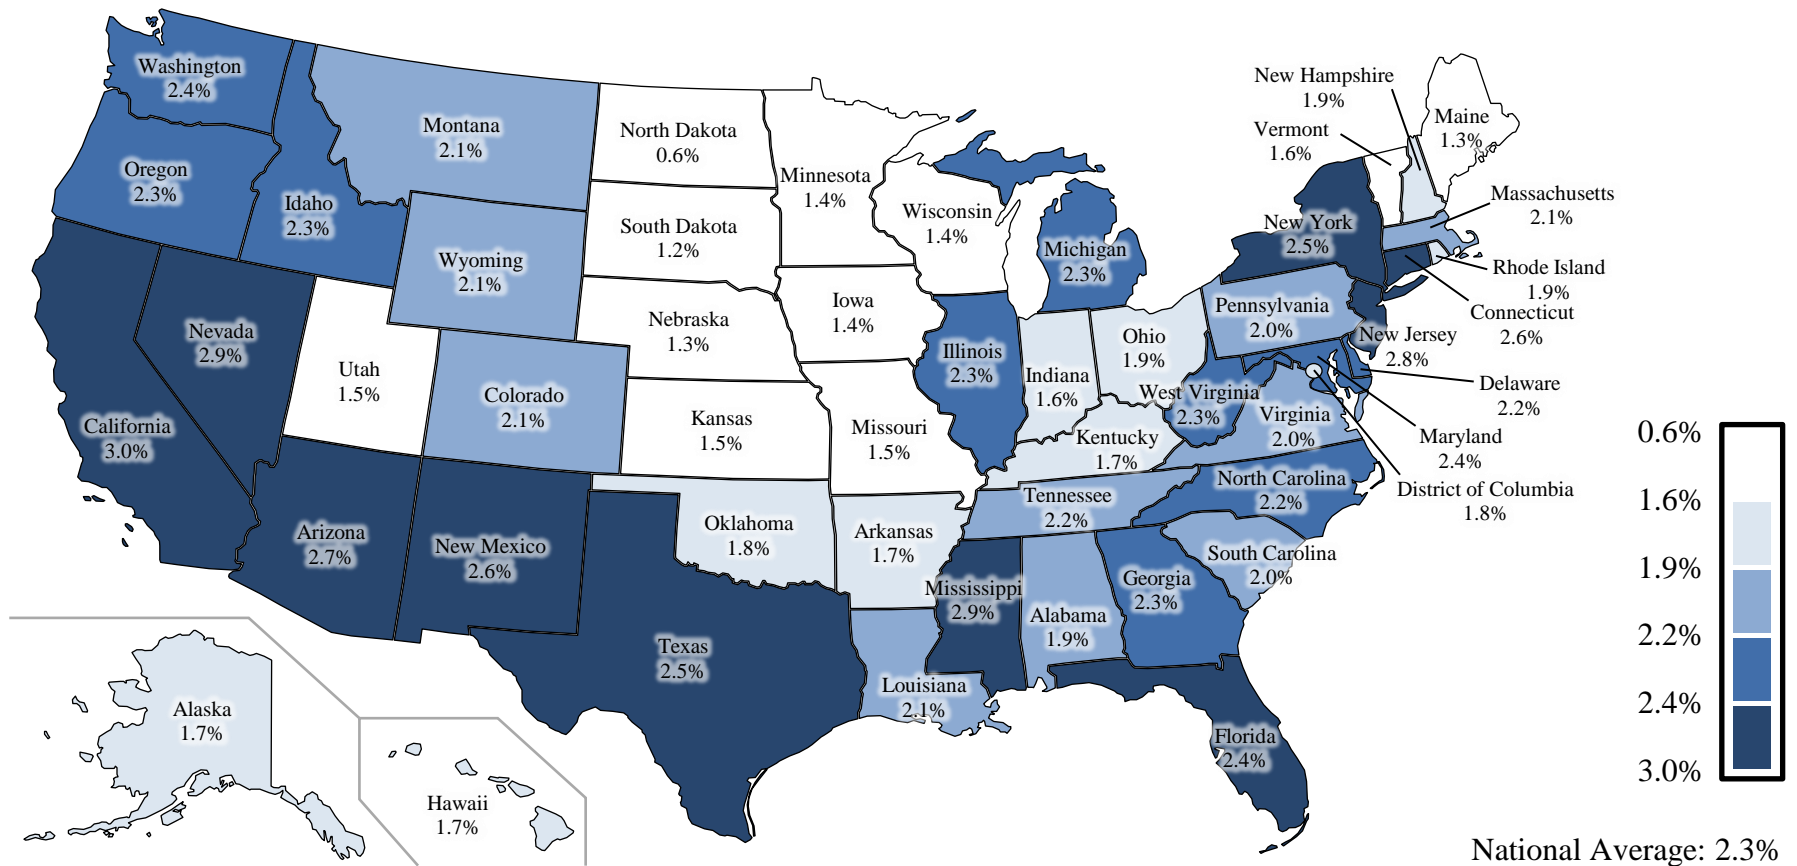 Washington
2.4%
Oregon
2.3%
Idaho
2.3%
Montana
2.1%
Wyoming
2.1%
North Dakota
0.6%
South Dakota
1.2%
Nebraska
1.3%
Kansas
1.5%
Minnesota
1.4%
Iowa
1.4%
Missouri
1.5%
Wisconsin
1.4%
Michigan
2.3%
Illinois
2.3%
Indiana
1.6%
Ohio
1.9%
Kentucky
1.7%
West Virginia
2.3%
Virginia
2.0%
Pennsylvania
2.0%
New York
2.5%
New Hampshire
1.9%
Vermont
1.6%
Maine
1.3%
Massachusetts
2.1%
Rhode Island
1.9%
Connecticut
2.6%
New Jersey
2.8%
Delaware
2.2%
Maryland
2.4%
District of Columbia
1.8%
Nevada
2.9%
Utah
1.5%
Colorado
2.1%
California
3.0%
Arizona
2.7%
New Mexico
2.6%
Oklahoma
1.8%
Arkansas
1.7%
Tennessee
2.2%
North Carolina
2.2%
South Carolina
2.0%
Georgia
2.3%
Alabama
1.9%
Mississippi
2.9%
Louisiana
2.1%
Texas
2.5%
Florida
2.4%
Alaska
1.7%
Hawaii
1.7%
0.6%
1.6%
1.9%
2.2%
2.4%
3.0%
National Average: 2.3%